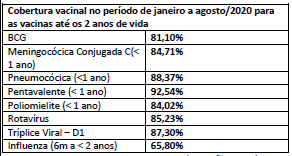 Cobertura vacinal no período de janeiro a agosto/2020 para
as vacinas até os 2 anos de vida
BCG 81,10%
Meningocócica Conjugada C(< 84,71%
1 ano)
Pneumocócica (<1 ano) 88,37%
Pentavalente (< 1 ano) 92,54%
Poliomielite (< 1 ano) 84,02%
Rotavírus 85,23%
Tríplice Viral – D1 87,30%
Influenza (6m a < 2 anos) 65,80%